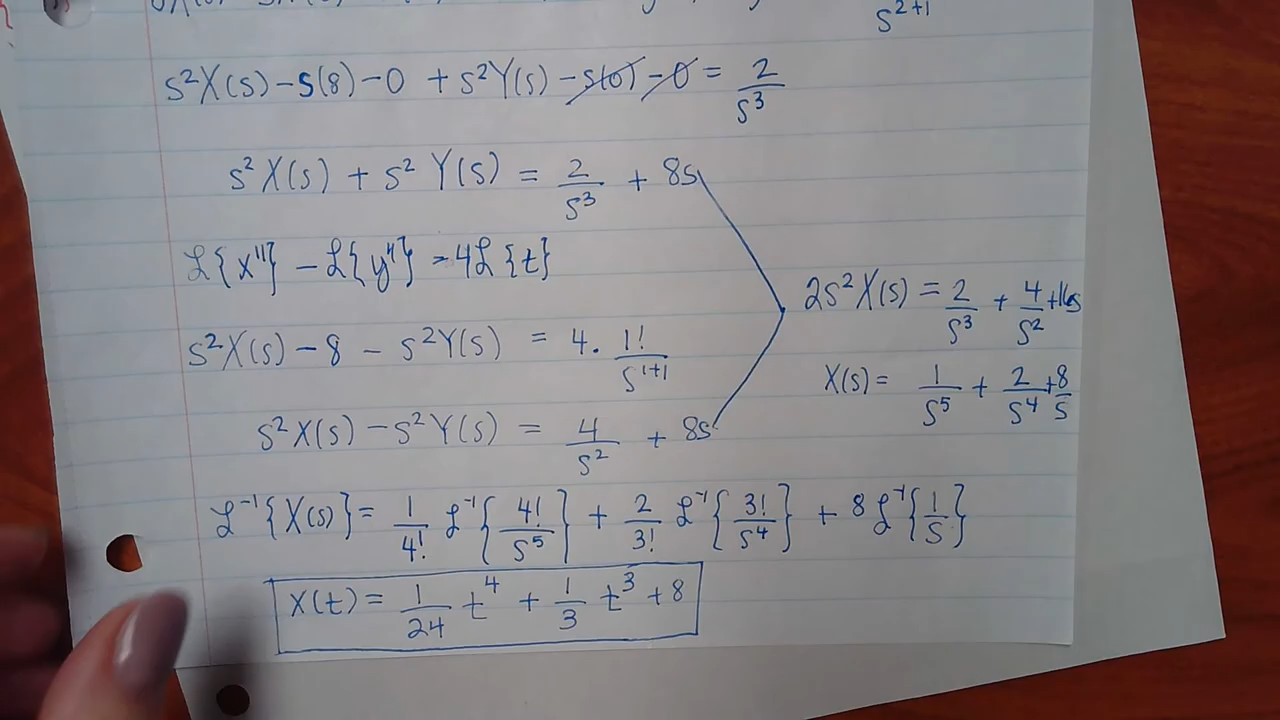 s^{2+1}
s²X(s) – s(8) – 0 + s²Y(s) – s(0) – 0 = 2/s³
s²X(s) + s² Y(s) = 2/s³ + 8s
ℒ{x"} – ℒ{y"} = 4ℒ{t}
2s²X(s) = 2/s³ + 4/s² + 16s
s²X(s) – 8 – s²Y(s) = 4 · 1!/s^{1+1}
X(s) = 1/s⁵ + 2/s⁴ + 8/s
s²X(s) – s²Y(s) = 4/s² + 8s
ℒ⁻¹{X(s)} = 1/4! ℒ⁻¹{4!/s⁵} + 2/3! ℒ⁻¹{3!/s⁴} + 8 ℒ⁻¹{1/s}
X(t) = 1/24 t⁴ + 1/3 t³ + 8